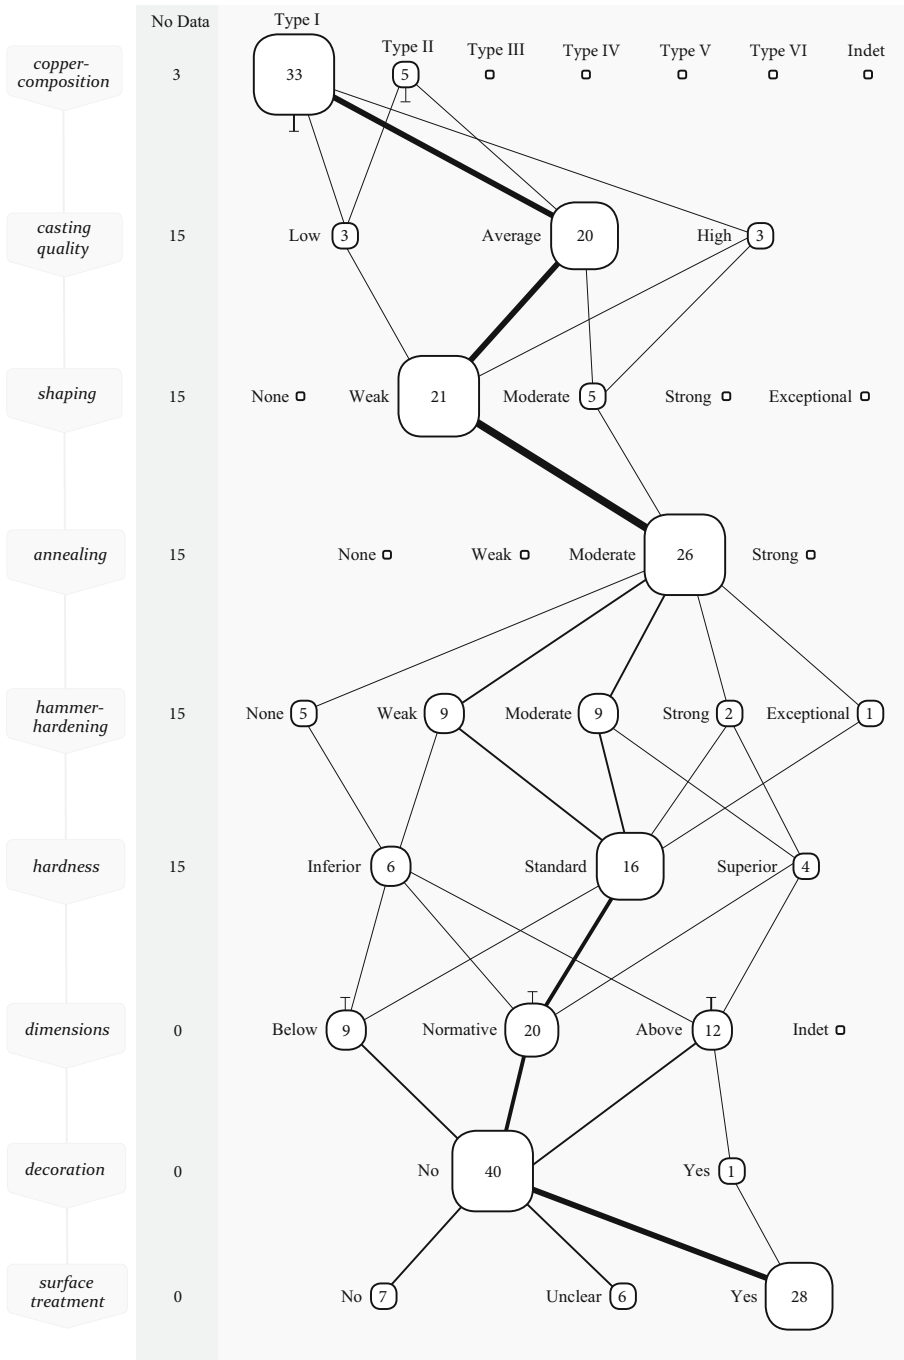 No Data
Type I
Type II
Type III
Type IV
Type V
Type VI
Indet
copper-
composition
3
33
5
casting
quality
15
Low 3
Average 20
High 3
shaping
15
None
Weak 21
Moderate 5
Strong
Exceptional
annealing
15
None
Weak
Moderate 26
Strong
hammer-
hardening
15
None 5
Weak 9
Moderate 9
Strong 2
Exceptional 1
hardness
15
Inferior 6
Standard 16
Superior 4
dimensions
0
Below 9
Normative 20
Above 12
Indet
decoration
0
No 40
Yes 1
surface
treatment
0
No 7
Unclear 6
Yes 28